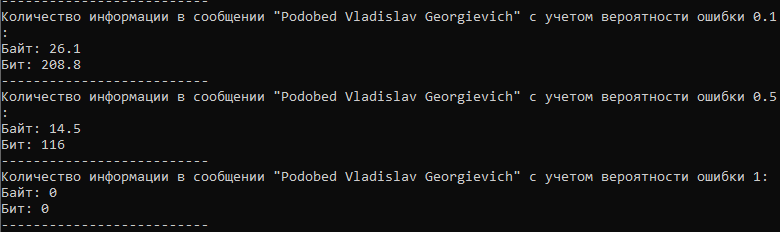 ---------------------------
Количество информации в сообщении "Podobed Vladislav Georgievich" с учетом вероятности ошибки 0.1
:
Байт: 26.1
Бит: 208.8
---------------------------
Количество информации в сообщении "Podobed Vladislav Georgievich" с учетом вероятности ошибки 0.5
:
Байт: 14.5
Бит: 116
---------------------------
Количество информации в сообщении "Podobed Vladislav Georgievich" с учетом вероятности ошибки 1:
Байт: 0
Бит: 0
---------------------------